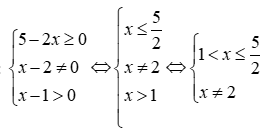 {5-2x≥0 x-2≠0 x-1>0 ⇔ {x≤5/2 x≠2 x>1 ⇔ {1<x≤5/2 x≠2